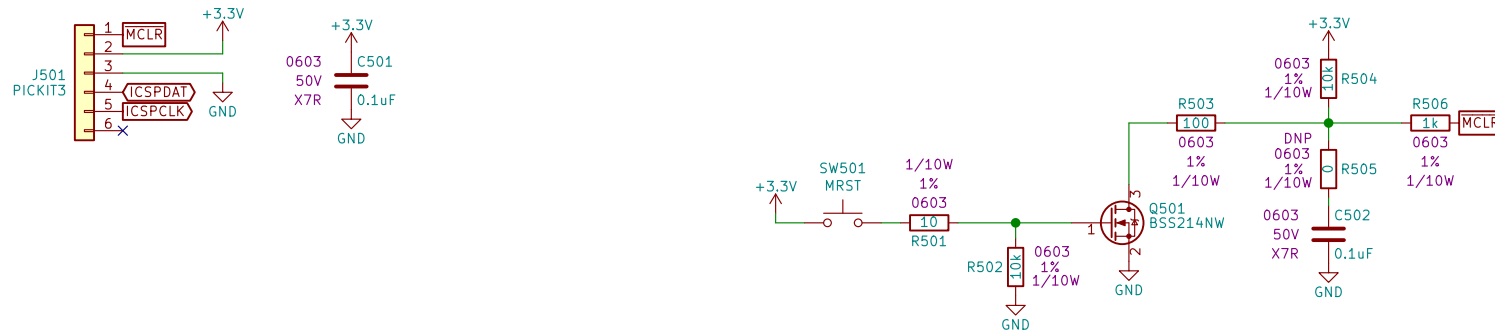 +3.3V
1 MCLR
2
3
4 ICSPDAT
5 ICSPCLK
6
J501
PICKIT3
GND
+3.3V
0603 C501
50V
X7R 0.1uF
GND
+3.3V
SW501
MRST
1/10W
1%
0603
10
R501
R502 10k
0603
1%
1/10W
GND
1
3
2
Q501
BSS214NW
GND
R503
100
0603
1%
1/10W
+3.3V
0603
1%
1/10W
10k R504
R506
1k
0603
1%
1/10W
MCLR
DNP
0603
1%
1/10W
0 R505
0603 C502
50V
X7R 0.1uF
GND